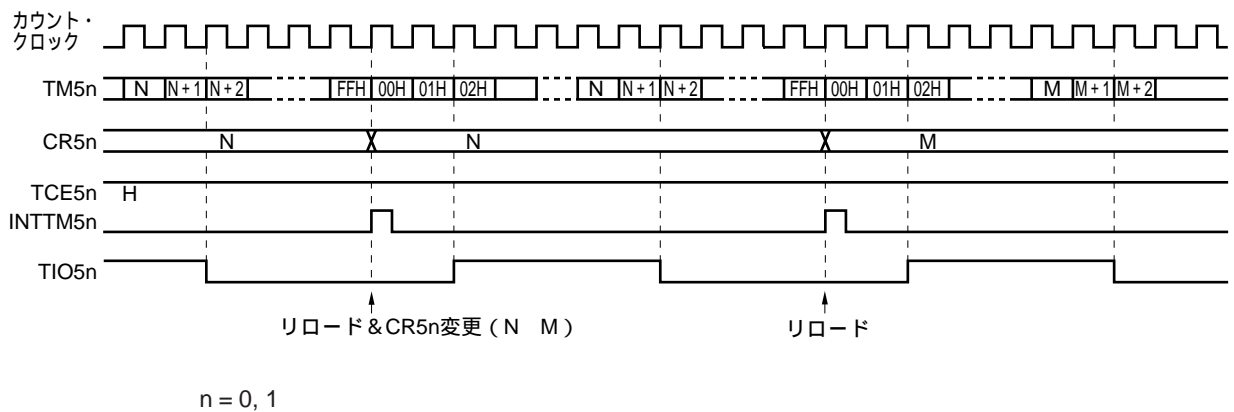 カウント・
クロック
TM5n N N+1 N+2 FFH 00H 01H 02H N N+1 N+2 FFH 00H 01H 02H M M+1 M+2
CR5n N N M
TCE5n H
INTTM5n
TIO5n
リロード&CR5n変更(N M) リロード
n = 0, 1